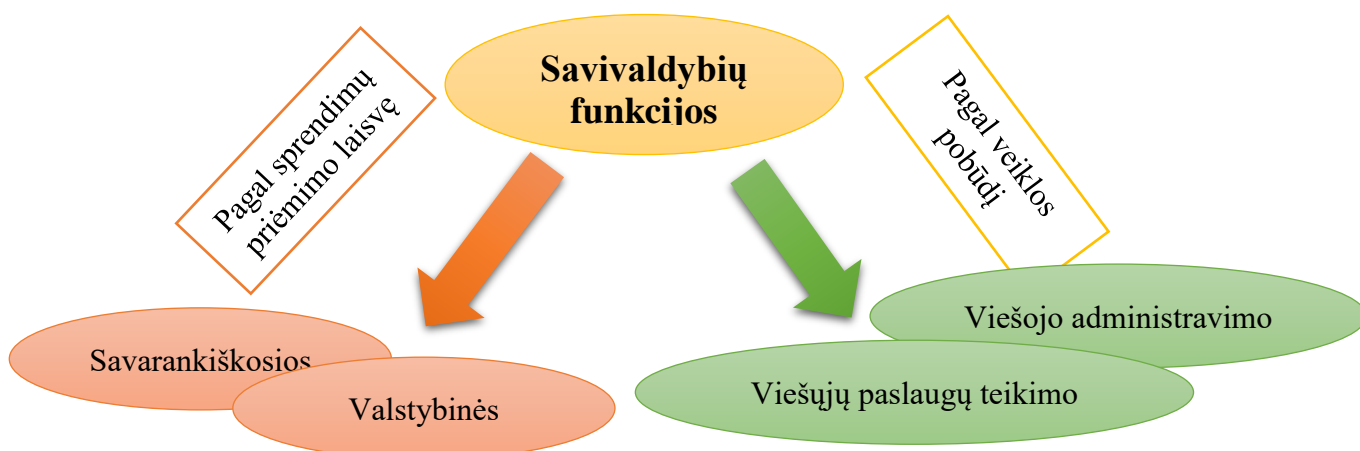 Savivaldybių
funkcijos
Pagal sprendimų
priėmimo laisvę
Pagal veiklos
pobūdį
Savarankiškosios
Valstybinės
Viešojo administravimo
Viešųjų paslaugų teikimo